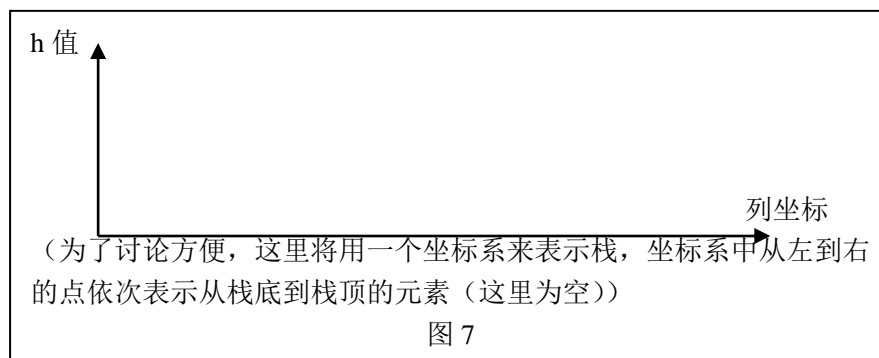 h 值
列坐标
（为了讨论方便，这里将用一个坐标系来表示栈，坐标系中从左到右
的点依次表示从栈底到栈顶的元素（这里为空））
图 7